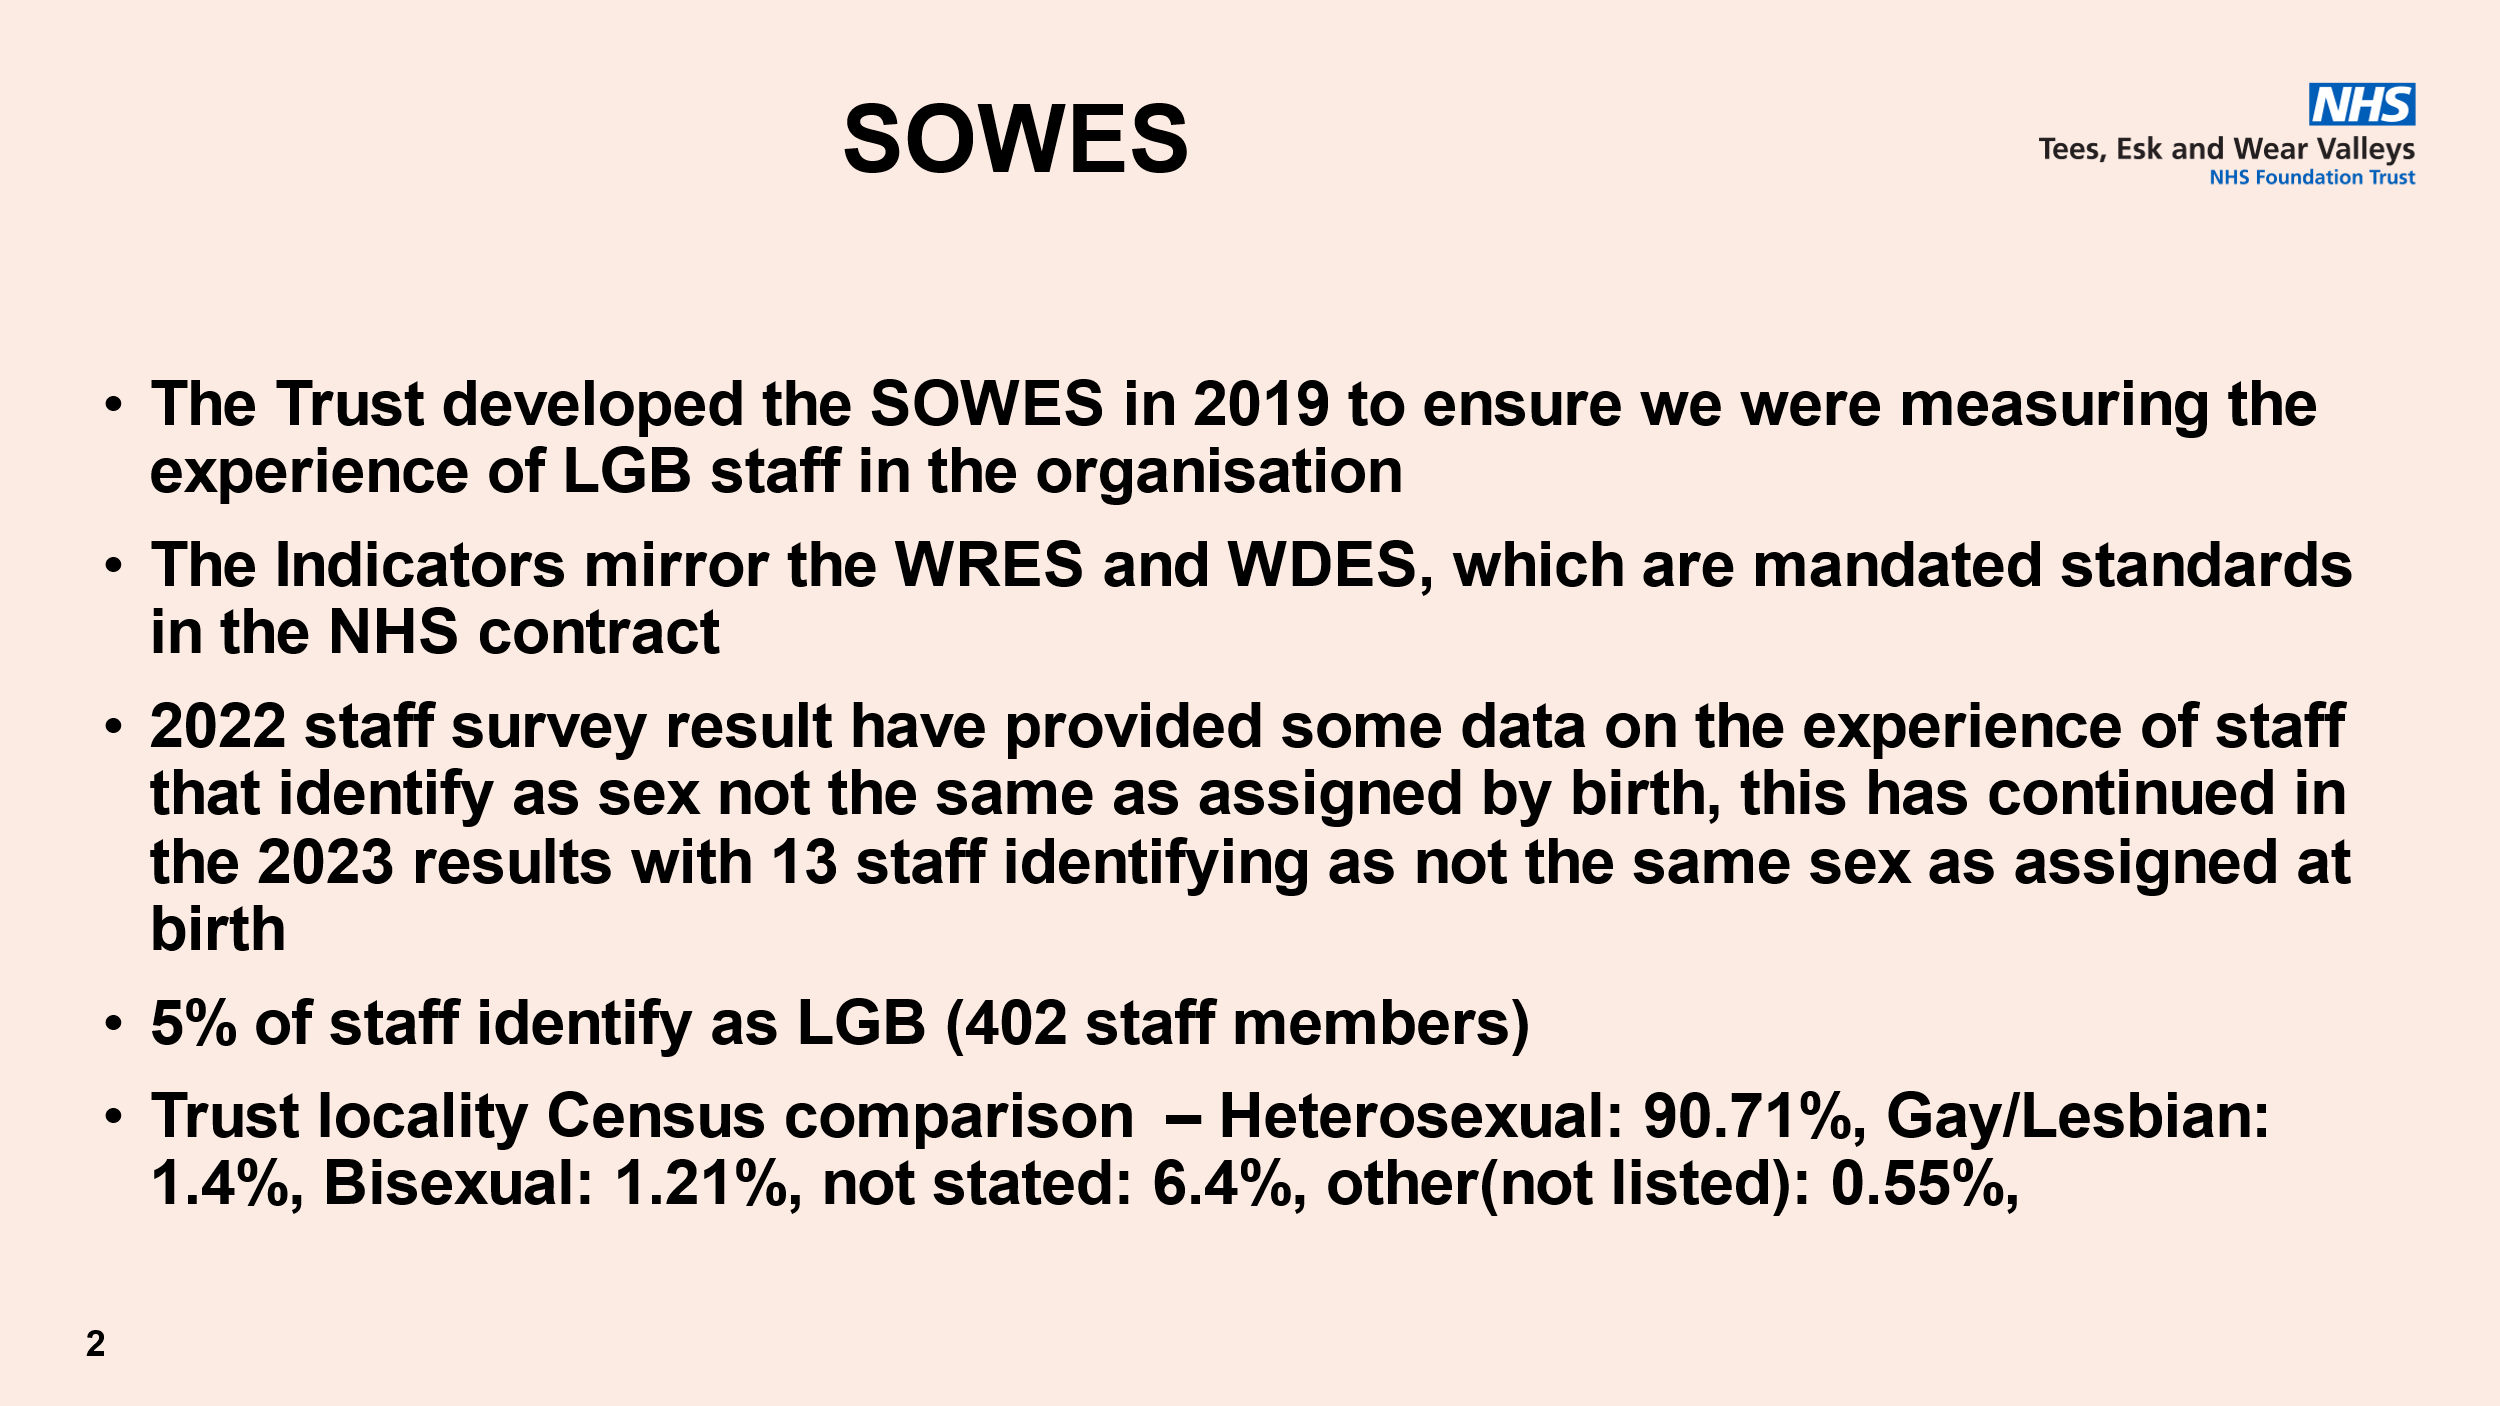 SOWES
NHS
Tees, Esk and Wear Valleys
NHS Foundation Trust
• The Trust developed the SOWES in 2019 to ensure we were measuring the
experience of LGB staff in the organisation
• The Indicators mirror the WRES and WDES, which are mandated standards
in the NHS contract
• 2022 staff survey result have provided some data on the experience of staff
that identify as sex not the same as assigned by birth, this has continued in
the 2023 results with 13 staff identifying as not the same sex as assigned at
birth
• 5% of staff identify as LGB (402 staff members)
• Trust locality Census comparison – Heterosexual: 90.71%, Gay/Lesbian:
1.4%, Bisexual: 1.21%, not stated: 6.4%, other(not listed): 0.55%,
2